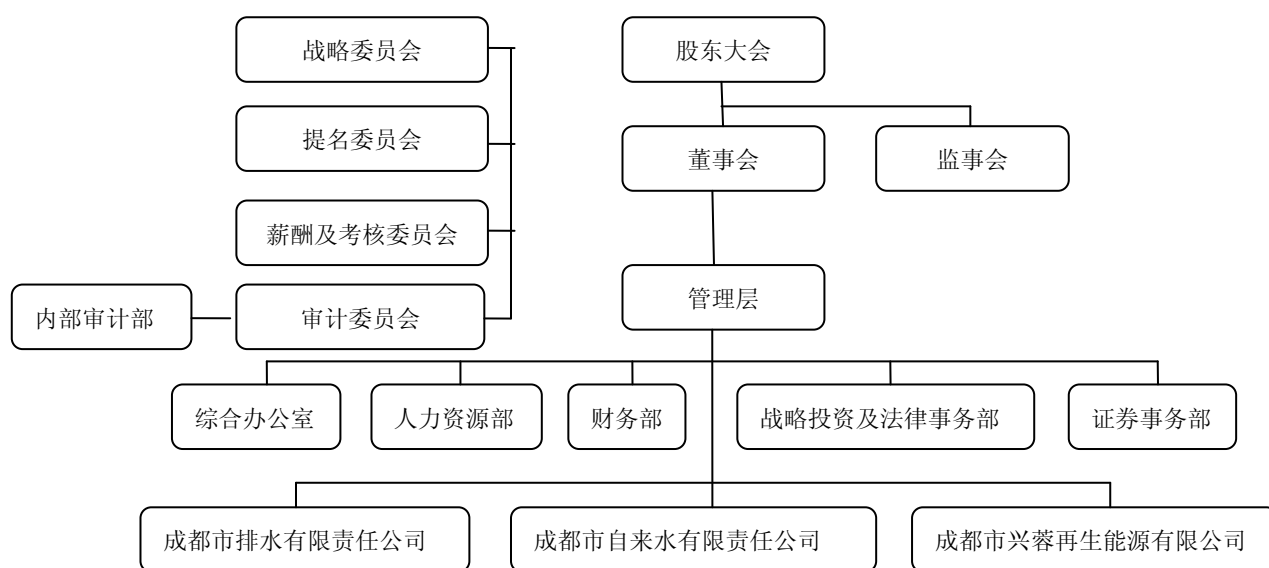 战略委员会
股东大会
提名委员会
董事会
监事会
薪酬及考核委员会
管理层
内部审计部
审计委员会
综合办公室
人力资源部
财务部
战略投资及法律事务部
证券事务部
成都市排水有限责任公司
成都市自来水有限责任公司
成都市兴蓉再生能源有限公司